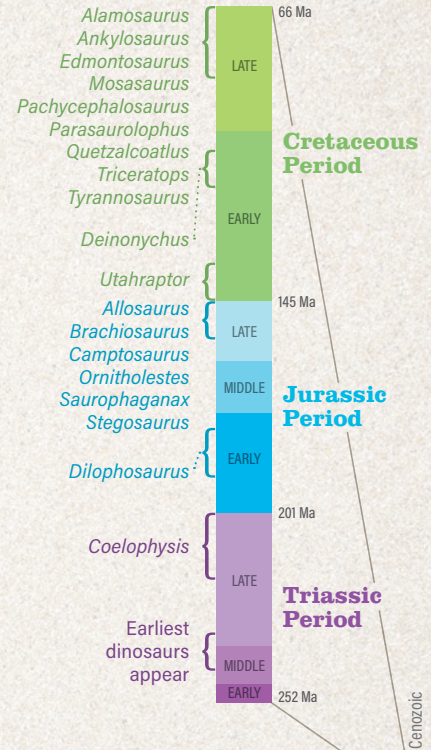 Alamosaurus
Ankylosaurus
Edmontosaurus
Mosasaurus
Pachycephalosaurus
Parasaurolophus
Quetzalcoatlus
Triceratops
Tyrannosaurus
Deinonychus
Utahraptor
Allosaurus
Brachiosaurus
Camptosaurus
Ornitholestes
Saurophaganax
Stegosaurus
Dilophosaurus
Coelophysis
Earliest
dinosaurs
appear
LATE
EARLY
LATE
MIDDLE
EARLY
LATE
MIDDLE
EARLY
66 Ma
Cretaceous
Period
145 Ma
Jurassic
Period
201 Ma
Triassic
Period
252 Ma
Cenozoic